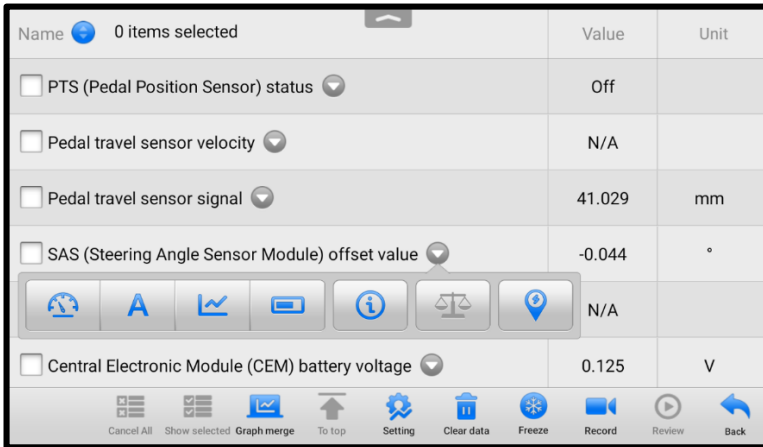 Name 0 items selected Value Unit
PTS (Pedal Position Sensor) status Off
Pedal travel sensor velocity N/A
Pedal travel sensor signal 41.029 mm
SAS (Steering Angle Sensor Module) offset value -0.044 °
A N/A
Central Electronic Module (CEM) battery voltage 0.125 V
Cancel All Show selected Graph merge To top Setting Clear data Freeze Record Review Back